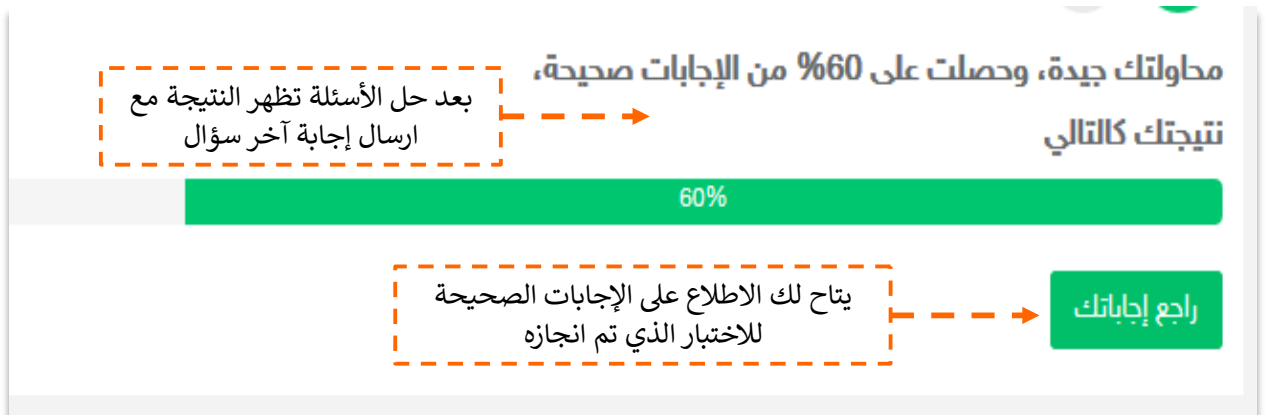 محاولتك جيدة، وحصلت على 60% من الإجابات صحيحة،
نتيجتك كالتالي
بعد حل الأسئلة تظهر النتيجة مع
ارسال إجابة آخر سؤال
60%
راجع إجاباتك
يتاح لك الاطلاع على الإجابات الصحيحة
للاختبار الذي تم انجازه